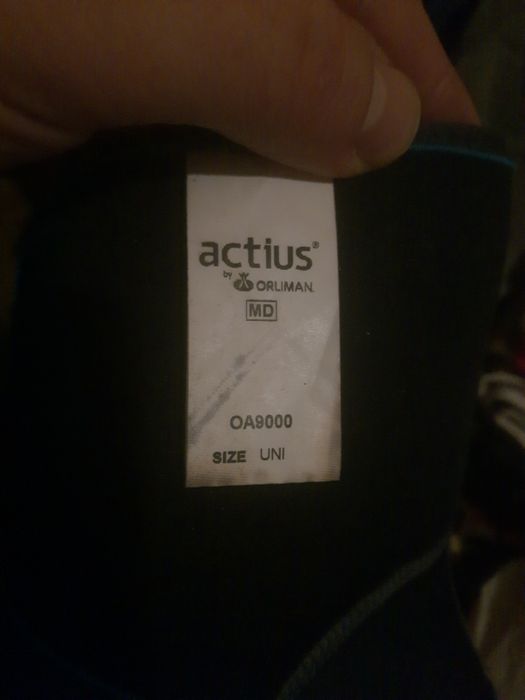 actius®
by ORLIMAN.
MD
OA9000
SIZE UNI